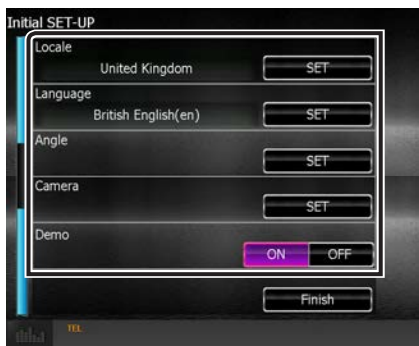 Initial SET-UP
Locale
United Kingdom SET
Language
British English(en) SET
Angle
SET
Camera
SET
Demo
ON OFF
Finish
TEL